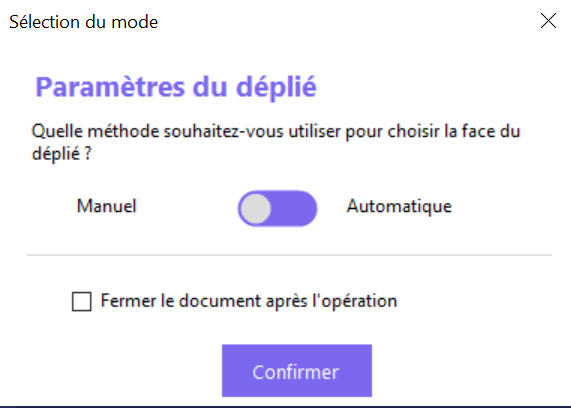 Sélection du mode
Paramètres du déplié
Quelle méthode souhaitez-vous utiliser pour choisir la face du
déplié ?
Manuel
Automatique
Fermer le document après l'opération
Confirmer